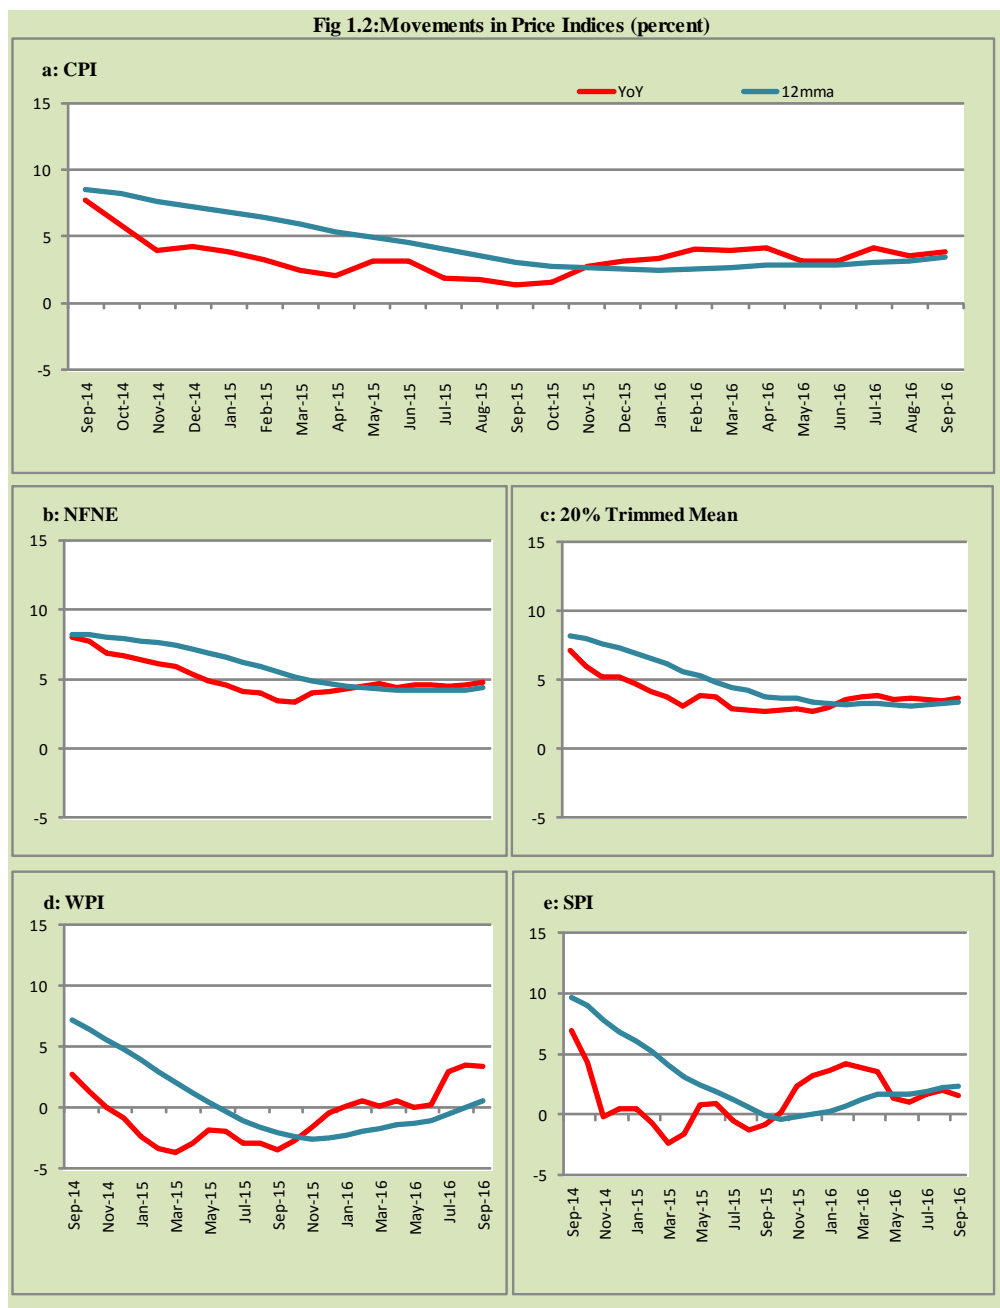 Fig 1.2:Movements in Price Indices (percent)
a: CPI
YoY 12mma
15
10
5
0
-5
Sep-14 Oct-14 Nov-14 Dec-14 Jan-15 Feb-15 Mar-15 Apr-15 May-15 Jun-15 Jul-15 Aug-15 Sep-15 Oct-15 Nov-15 Dec-15 Jan-16 Feb-16 Mar-16 Apr-16 May-16 Jun-16 Jul-16 Aug-16 Sep-16
b: NFNE
15
10
5
0
-5
c: 20% Trimmed Mean
15
10
5
0
-5
d: WPI
15
10
5
0
-5
Sep-14 Nov-14 Jan-15 Mar-15 May-15 Jul-15 Sep-15 Nov-15 Jan-16 Mar-16 May-16 Jul-16 Sep-16
e: SPI
15
10
5
0
-5
Sep-14 Nov-14 Jan-15 Mar-15 May-15 Jul-15 Sep-15 Nov-15 Jan-16 Mar-16 May-16 Jul-16 Sep-16